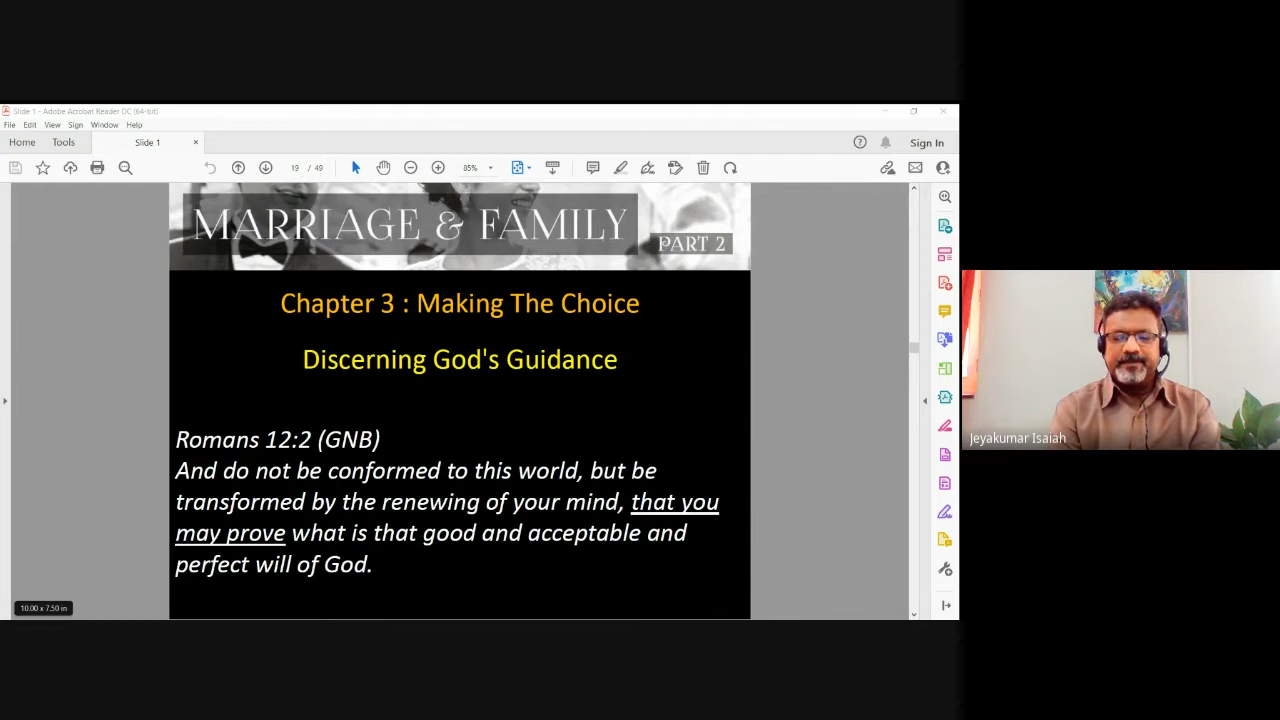 Slide 1 - Adobe Acrobat Reader DC (64-bit)
File Edit View Sign Window Help
Home Tools Slide 1 × Sign In
19 / 49 85%
MARRIAGE & FAMILY
PART 2
Chapter 3 : Making The Choice
Discerning God's Guidance
Romans 12:2 (GNB)
And do not be conformed to this world, but be
transformed by the renewing of your mind, that you
may prove what is that good and acceptable and
perfect will of God.
10.00 x 7.50 in
Jeyakumar Isaiah